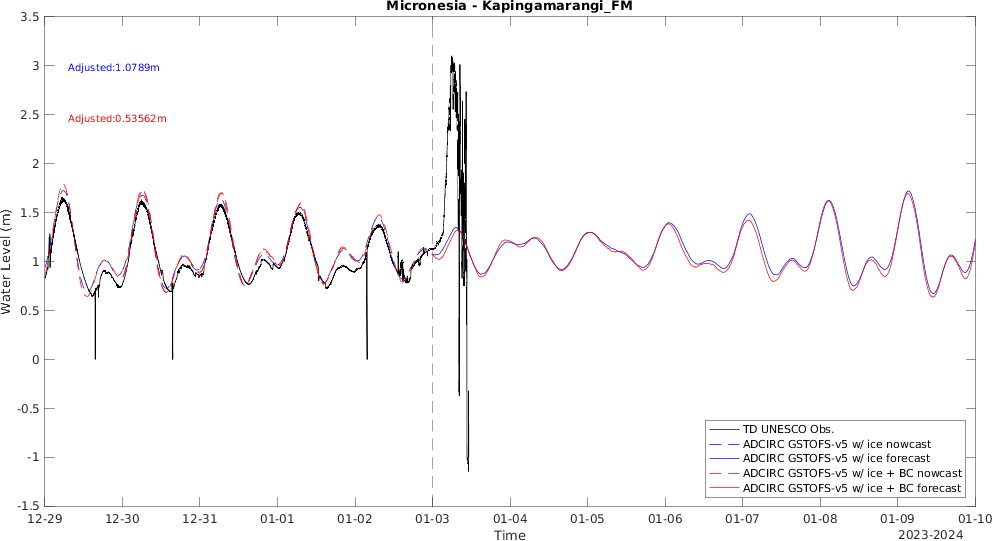 Micronesia - Kapingamarangi_FM
Adjusted:1.0789m
Adjusted:0.53562m
Water Level (m)
3.5
3
2.5
2
1.5
1
0.5
0
-0.5
-1
-1.5
12-29
12-30
12-31
01-01
01-02
01-03
01-04
01-05
01-06
01-07
01-08
01-09
01-10
Time
2023-2024
TD UNESCO Obs.
ADCIRC GSTOFS-v5 w/ ice nowcast
ADCIRC GSTOFS-v5 w/ ice forecast
ADCIRC GSTOFS-v5 w/ ice + BC nowcast
ADCIRC GSTOFS-v5 w/ ice + BC forecast